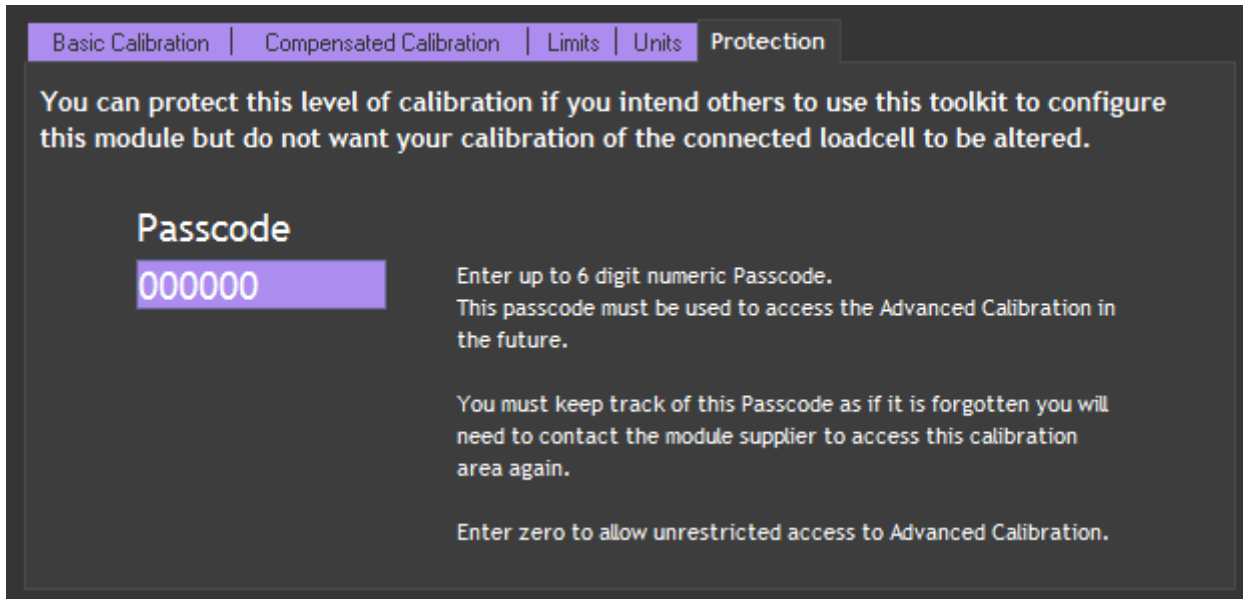 Basic Calibration | Compensated Calibration | Limits | Units Protection
You can protect this level of calibration if you intend others to use this toolkit to configure
this module but do not want your calibration of the connected loadcell to be altered.
Passcode
000000
Enter up to 6 digit numeric Passcode.
This passcode must be used to access the Advanced Calibration in
the future.
You must keep track of this Passcode as if it is forgotten you will
need to contact the module supplier to access this calibration
area again.
Enter zero to allow unrestricted access to Advanced Calibration.